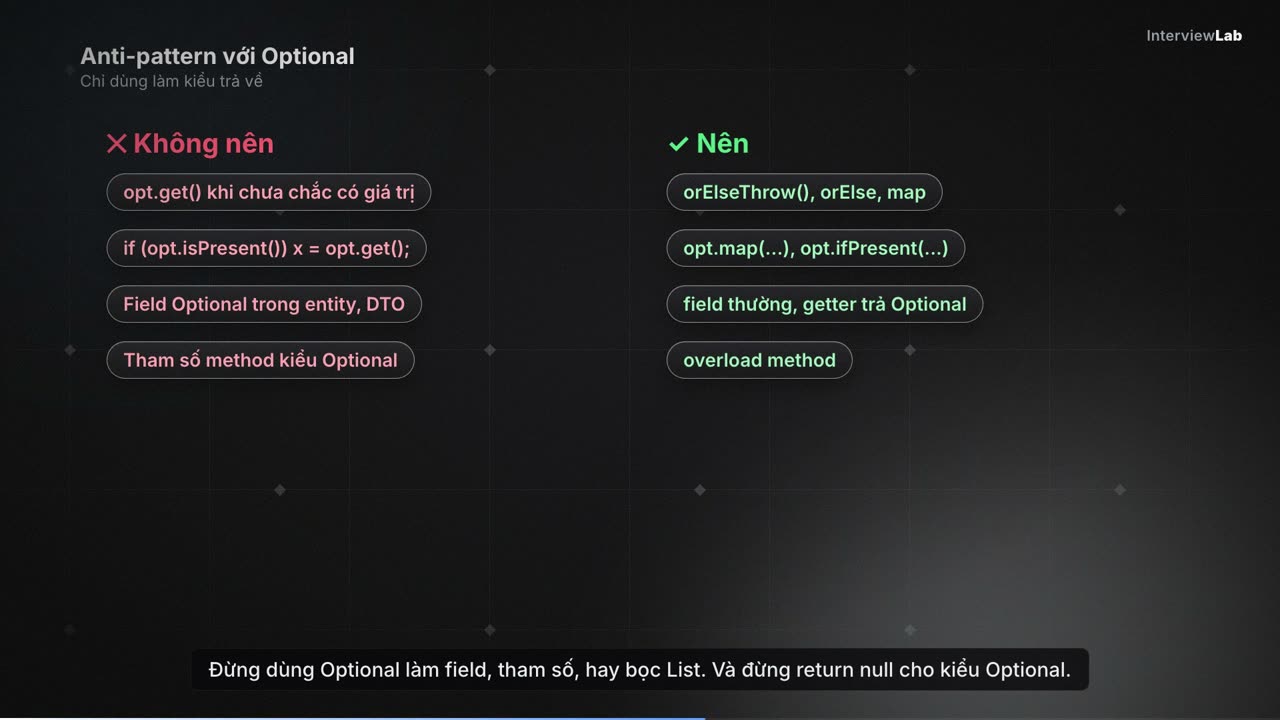 Anti-pattern với Optional
Chỉ dùng làm kiểu trả về
InterviewLab
Không nên
opt.get() khi chưa chắc có giá trị
if (opt.isPresent()) x = opt.get();
Field Optional trong entity, DTO
Tham số method kiểu Optional
Nên
orElseThrow(), orElse, map
opt.map(...), opt.ifPresent(...)
field thường, getter trả Optional
overload method
Đừng dùng Optional làm field, tham số, hay bọc List. Và đừng return null cho kiểu Optional.